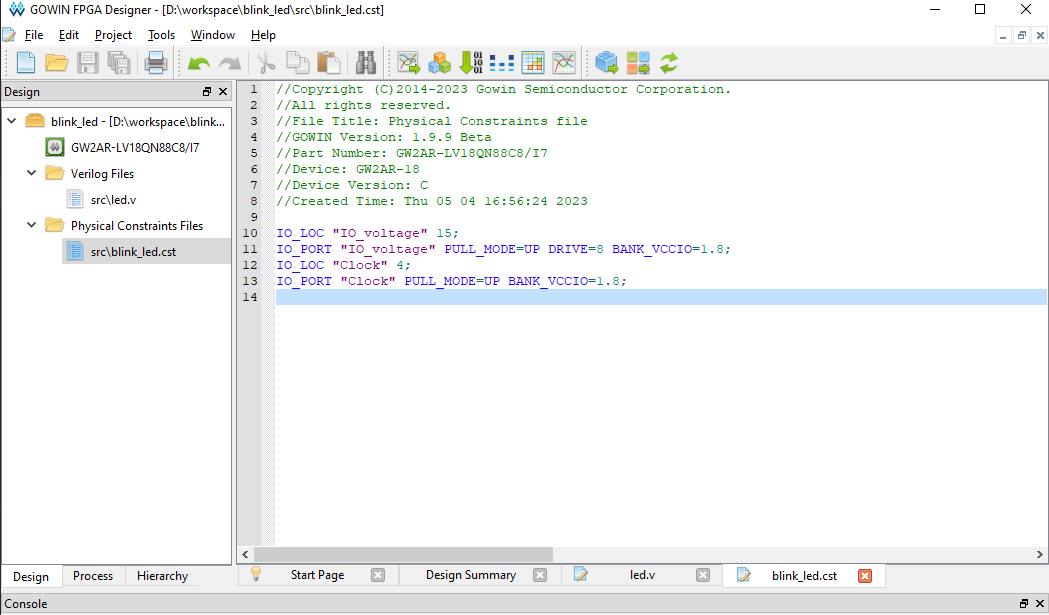 GOWIN FPGA Designer - [D:\workspace\blink_led\src\blink_led.cst]
File Edit Project Tools Window Help
Design
blink_led - [D:\workspace\blink...
GW2AR-LV18QN88C8/I7
Verilog Files
src\led.v
Physical Constraints Files
src\blink_led.cst
1 //Copyright (C)2014-2023 Gowin Semiconductor Corporation.
2 //All rights reserved.
3 //File Title: Physical Constraints file
4 //GOWIN Version: 1.9.9 Beta
5 //Part Number: GW2AR-LV18QN88C8/I7
6 //Device: GW2AR-18
7 //Device Version: C
8 //Created Time: Thu 05 04 16:56:24 2023
9
10 IO_LOC "IO_voltage" 15;
11 IO_PORT "IO_voltage" PULL_MODE=UP DRIVE=8 BANK_VCCIO=1.8;
12 IO_LOC "Clock" 4;
13 IO_PORT "Clock" PULL_MODE=UP BANK_VCCIO=1.8;
14
Design Process Hierarchy
Start Page Design Summary led.v blink_led.cst
Console